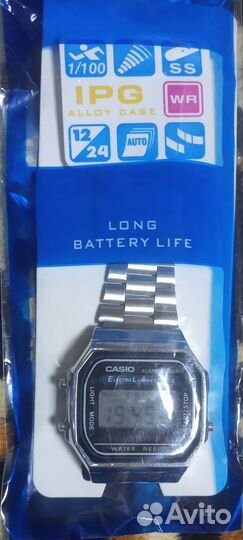 1/100
SS
IPG
ALLOY CASE
WR
12/24
AUTO
LONG
BATTERY LIFE
CASIO
ALARM
LIGHT
MODE
WATER RESIST
Avito